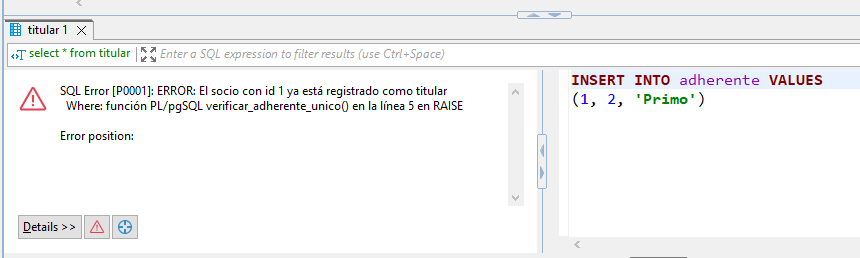 titular 1
select * from titular
Enter a SQL expression to filter results (use Ctrl+Space)
SQL Error [P0001]: ERROR: El socio con id 1 ya está registrado como titular
Where: función PL/pgSQL verificar_adherente_unico() en la línea 5 en RAISE
Error position:
Details >>
INSERT INTO adherente VALUES
(1, 2, 'Primo')